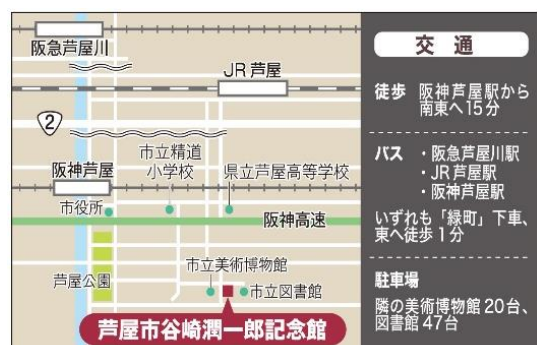 阪急芦屋川
JR芦屋
2
阪神芦屋
市立精道
小学校
県立芦屋高等学校
市役所
阪神高速
芦屋公園
市立美術博物館
市立図書館
芦屋市谷崎潤一郎記念館
交 通
徒歩 阪神芦屋駅から
南東へ15分
バス ・阪急芦屋川駅
・JR芦屋駅
・阪神芦屋駅
いずれも「緑町」下車、
東へ徒歩1分
駐車場
隣の美術博物館20台、
図書館47台